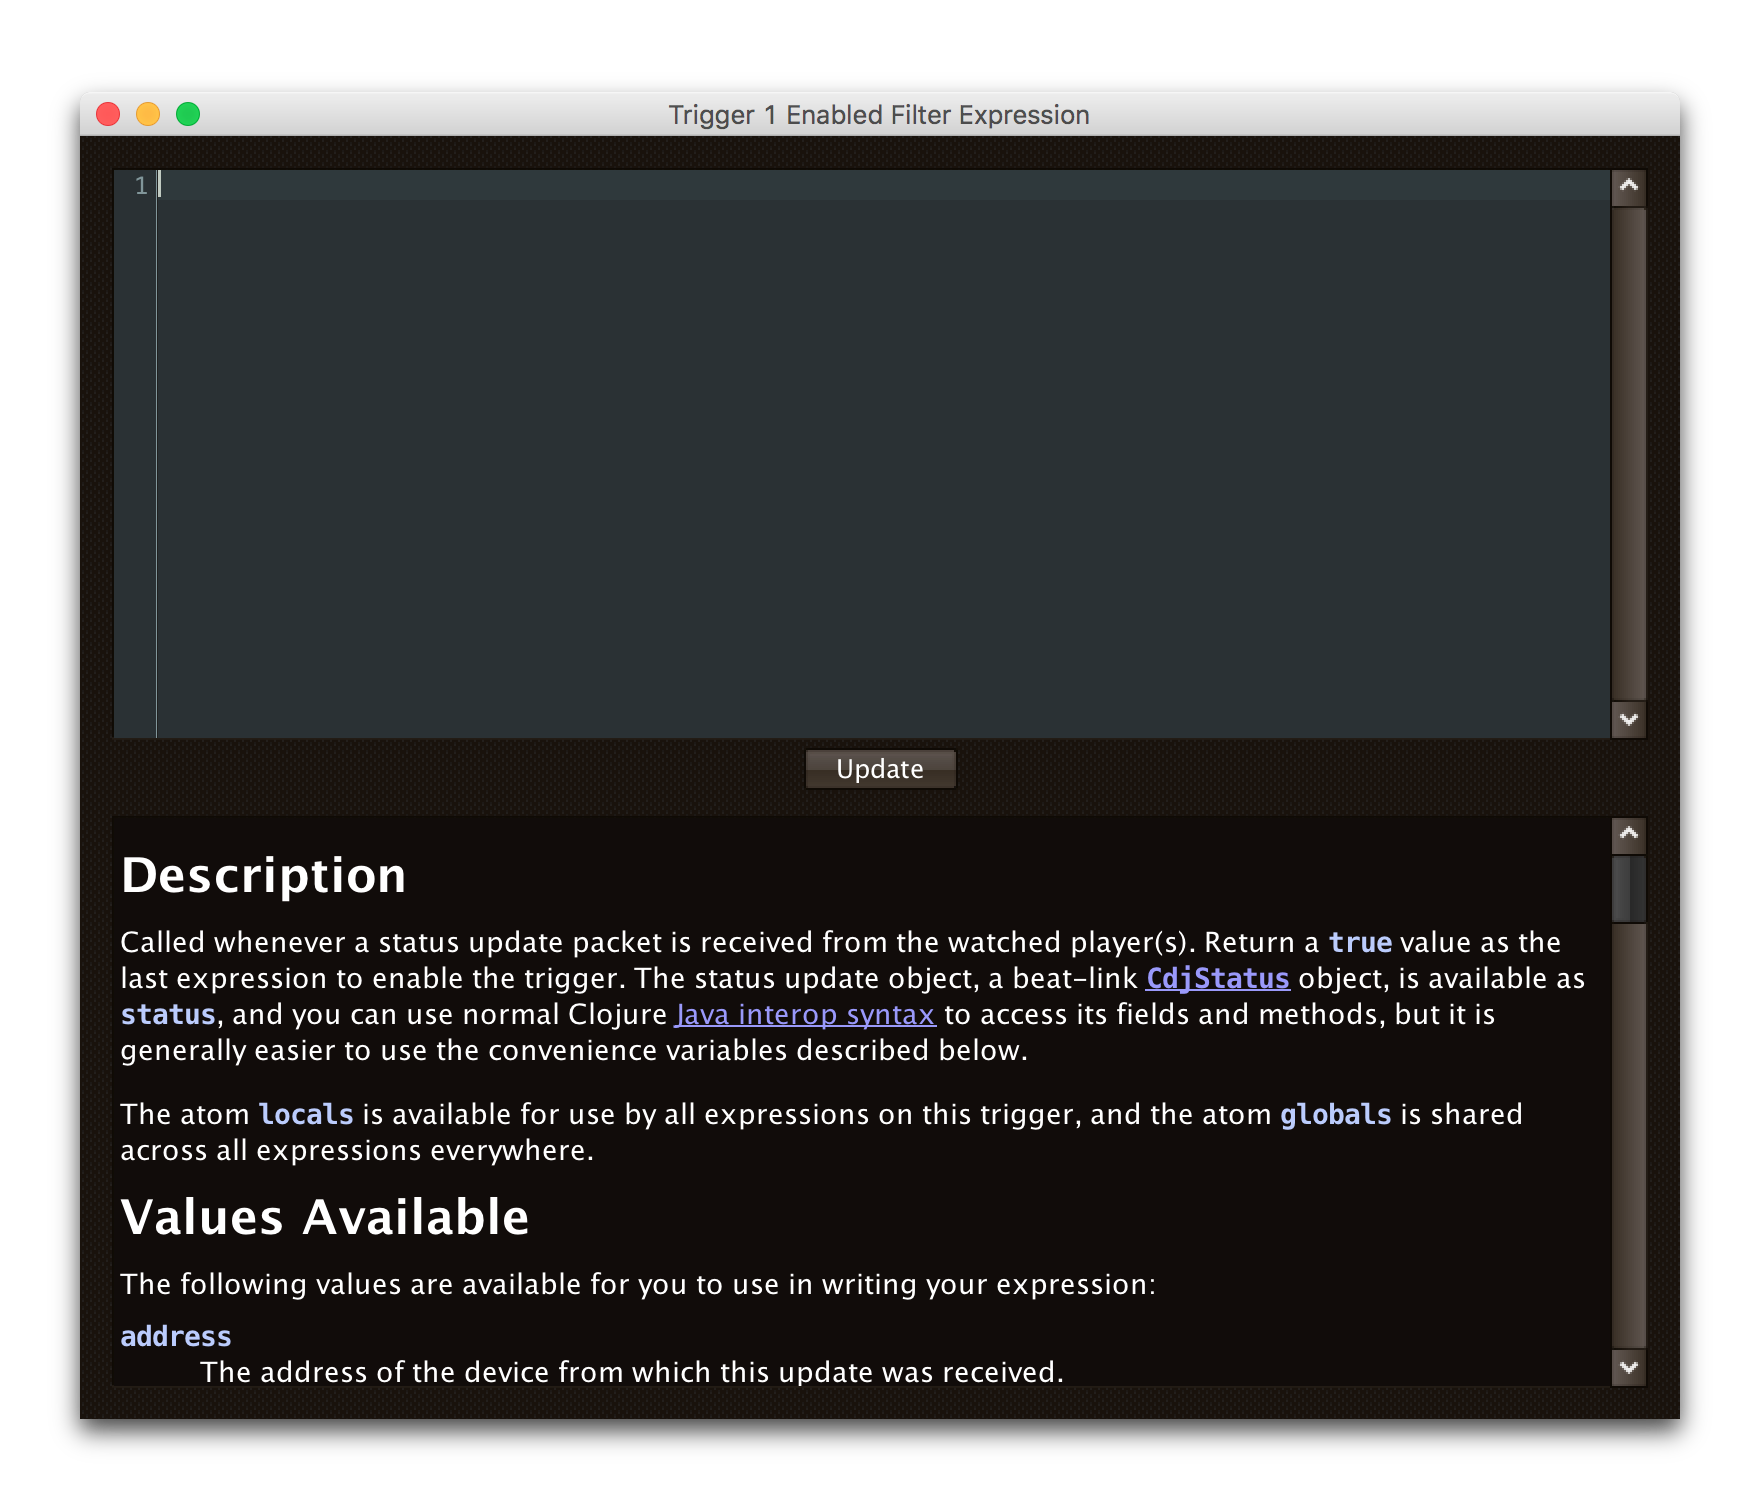 Trigger 1 Enabled Filter Expression
1
Update
Description
Called whenever a status update packet is received from the watched player(s). Return a true value as the
last expression to enable the trigger. The status update object, a beat-link CdjStatus object, is available as
status, and you can use normal Clojure Java interop syntax to access its fields and methods, but it is
generally easier to use the convenience variables described below.
The atom locals is available for use by all expressions on this trigger, and the atom globals is shared
across all expressions everywhere.
Values Available
The following values are available for you to use in writing your expression:
address
The address of the device from which this update was received.